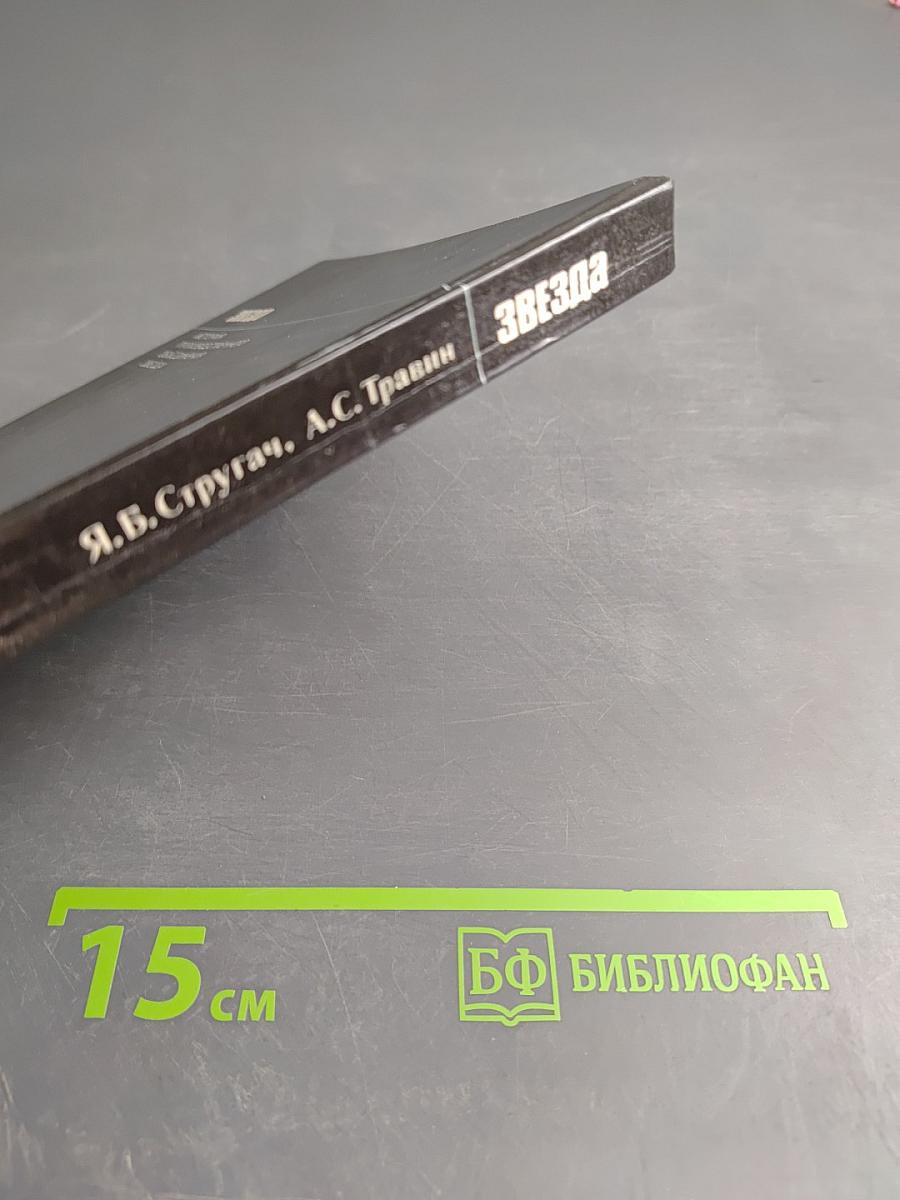 Я.Б.Стругач, А.С.Травин
ЗВЕЗДа
15 см
БФ БИБЛИОФАН